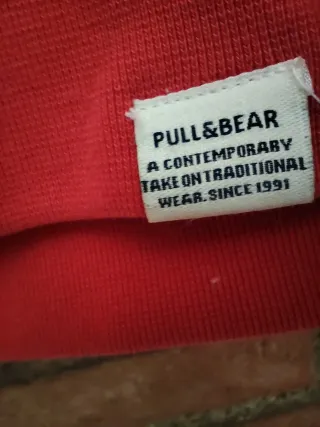 PULL&BEAR
A CONTEMPORARY
TAKE ON TRADITIONAL
WEAR. SINCE 1991